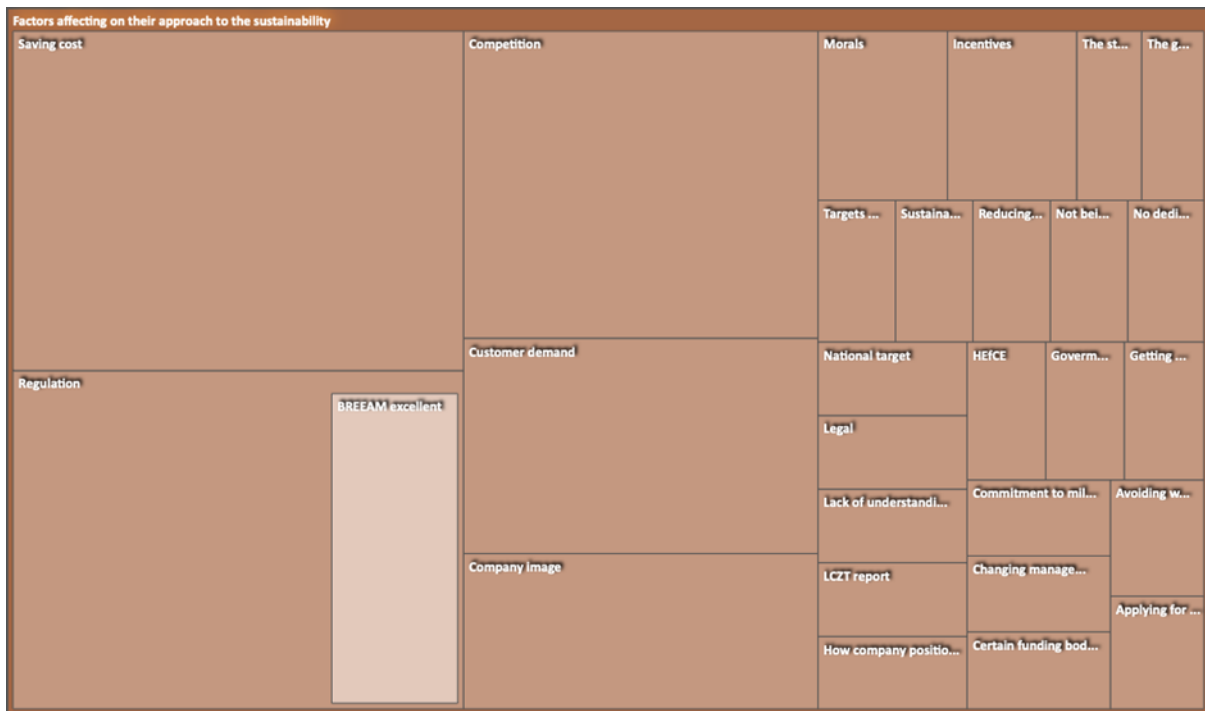 Factors affecting on their approach to the sustainability
Saving cost
Competition
Morals
Incentives
The st...
The g...
Targets ...
Sustaina...
Reducing...
Not bei...
No dedi...
Customer demand
National target
HEfCE
Goverm...
Getting ...
Regulation
BREEAM excellent
Legal
Lack of understandi...
Commitment to mil...
Avoiding w...
Company image
LCZT report
Changing manage...
Applying for ...
How company positio...
Certain funding bod...